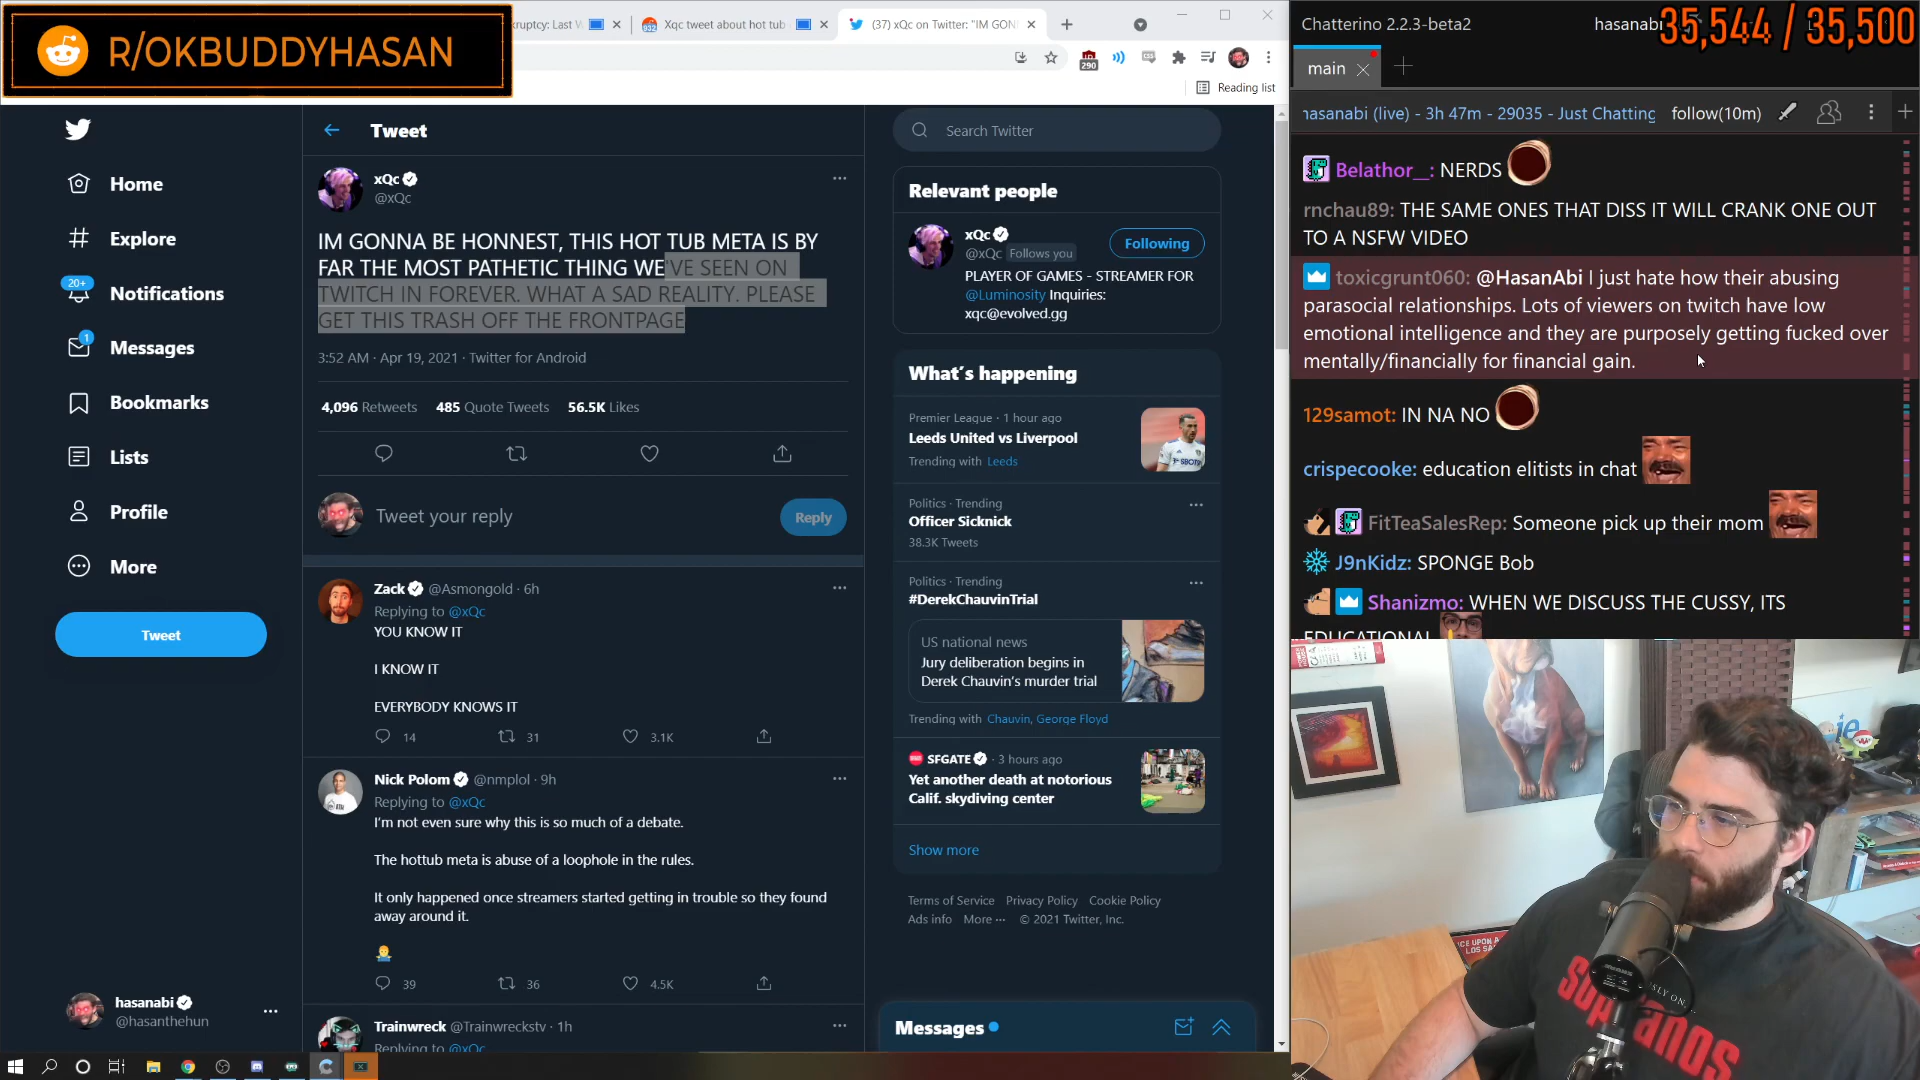 R/OKBUDDYHASAN
kruptcy: Last W
Xqc tweet about hot tub
(37) xQc on Twitter: "IM GON
290
Reading list
Tweet
Search Twitter
Home
Explore
20+
Notifications
1
Messages
Bookmarks
Lists
Profile
More
Tweet
hasanabi
@hasanthehun
xQc
@xQc
IM GONNA BE HONNEST, THIS HOT TUB META IS BY
FAR THE MOST PATHETIC THING WE'VE SEEN ON
TWITCH IN FOREVER. WHAT A SAD REALITY. PLEASE
GET THIS TRASH OFF THE FRONTPAGE
3:52 AM · Apr 19, 2021 · Twitter for Android
4,096 Retweets 485 Quote Tweets 56.5K Likes
Tweet your reply
Reply
Zack @Asmongold · 6h
Replying to @xQc
YOU KNOW IT
I KNOW IT
EVERYBODY KNOWS IT
14 31 3.1K
Nick Polom @nmplol · 9h
Replying to @xQc
I'm not even sure why this is so much of a debate.
The hottub meta is abuse of a loophole in the rules.
It only happened once streamers started getting in trouble so they found
away around it.
39 36 4.5K
Trainwreck @Trainwreckstv · 1h
Replying to @xQc
Relevant people
xQc
@xQc Follows you
Following
PLAYER OF GAMES - STREAMER FOR
@Luminosity Inquiries:
xqc@evolved.gg
What's happening
Premier League · 1 hour ago
Leeds United vs Liverpool
Trending with Leeds
Politics · Trending
Officer Sicknick
38.3K Tweets
Politics · Trending
#DerekChauvinTrial
US national news
Jury deliberation begins in
Derek Chauvin's murder trial
Trending with Chauvin, George Floyd
SFGATE · 3 hours ago
Yet another death at notorious
Calif. skydiving center
Show more
Terms of Service Privacy Policy Cookie Policy
Ads info More ··· © 2021 Twitter, Inc.
Messages
Chatterino 2.2.3-beta2
hasanabi
35,544 / 35,500
main
hasanabi (live) - 3h 47m - 29035 - Just Chatting
follow(10m)
Belathor__: NERDS
rnchau89: THE SAME ONES THAT DISS IT WILL CRANK ONE OUT
TO A NSFW VIDEO
toxicgrunt060: @HasanAbi I just hate how their abusing
parasocial relationships. Lots of viewers on twitch have low
emotional intelligence and they are purposely getting fucked over
mentally/financially for financial gain.
129samot: IN NA NO
crispecooke: education elitists in chat
FitTeaSalesRep: Someone pick up their mom
J9nKidz: SPONGE Bob
Shanizmo: WHEN WE DISCUSS THE CUSSY, ITS
EDUCATIONAL
ie